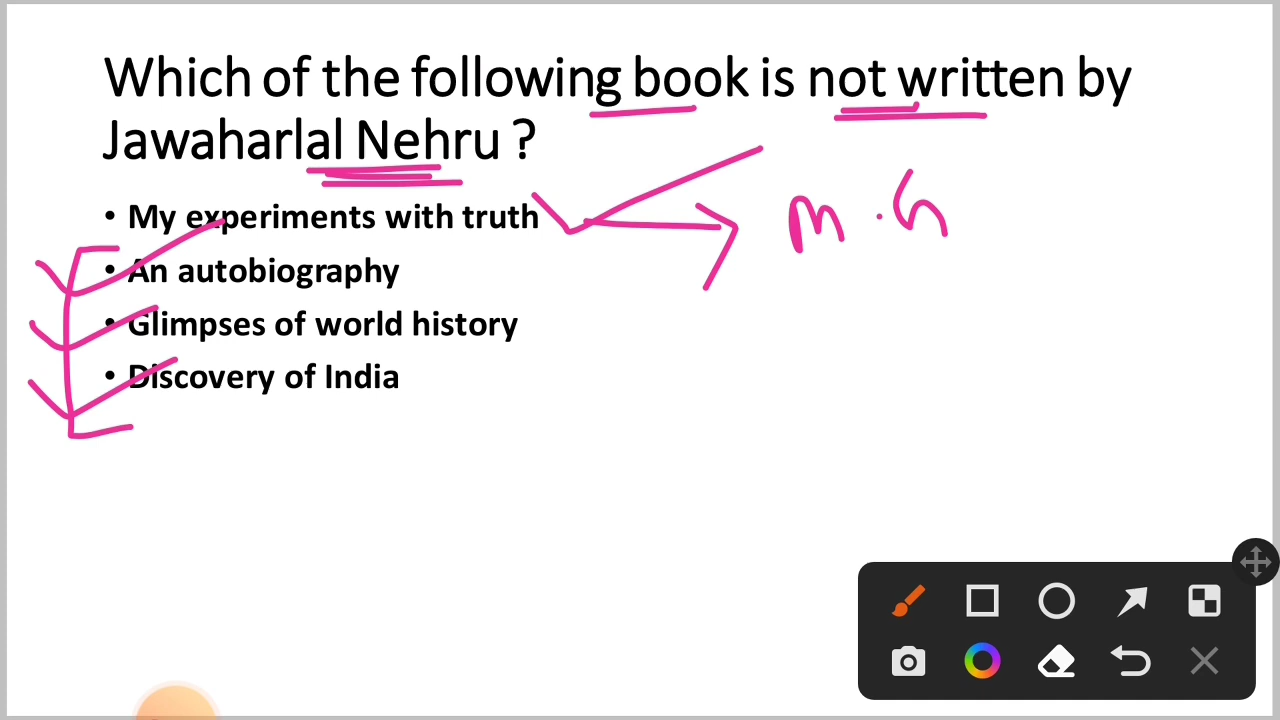 Which of the following book is not written by
Jawaharlal Nehru ?
• My experiments with truth
m.G
• An autobiography
• Glimpses of world history
• Discovery of India